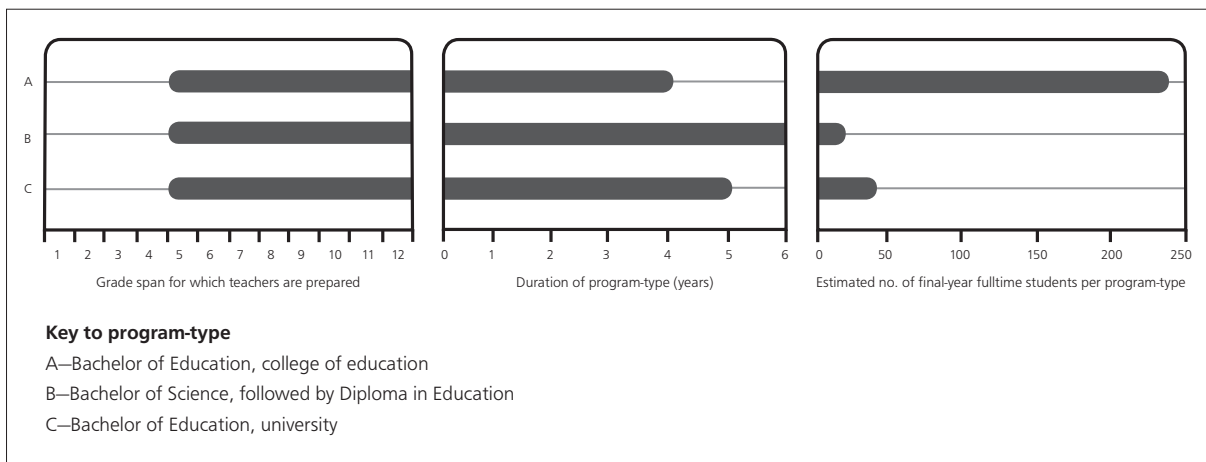 A
B
C
1 2 3 4 5 6 7 8 9 10 11 12
Grade span for which teachers are prepared
0 1 2 3 4 5 6
Duration of program-type (years)
0 50 100 150 200 250
Estimated no. of final-year fulltime students per program-type
Key to program-type
A—Bachelor of Education, college of education
B—Bachelor of Science, followed by Diploma in Education
C—Bachelor of Education, university